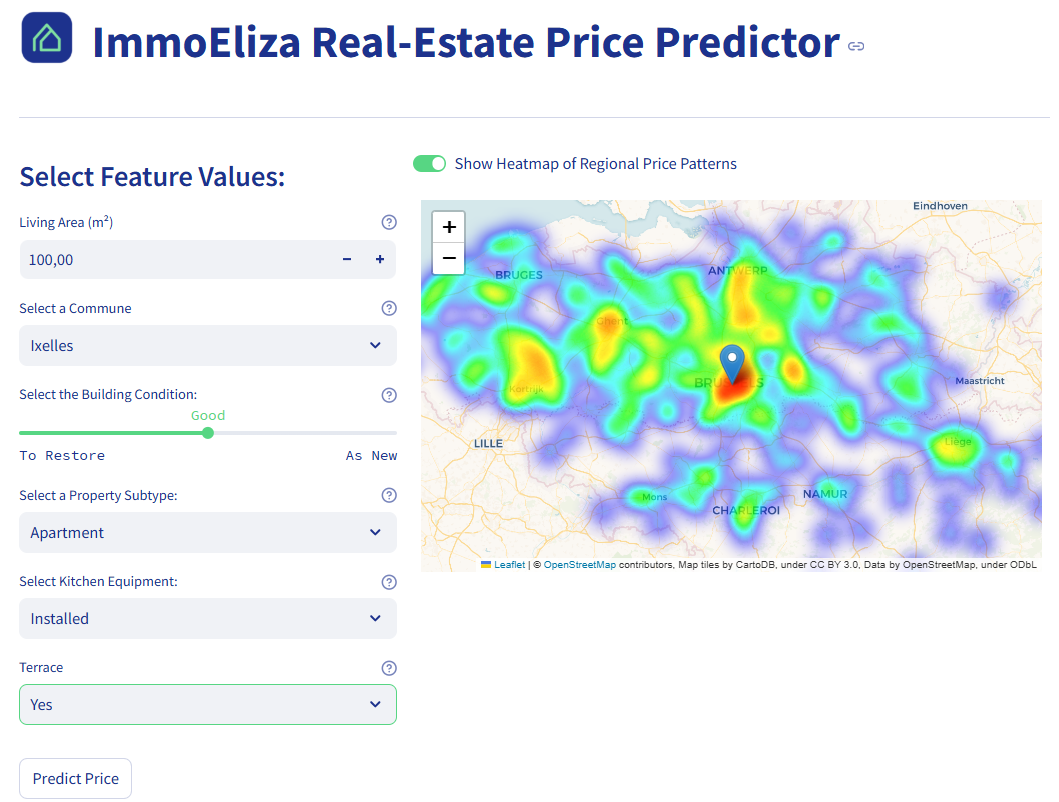 ImmoEliza Real-Estate Price Predictor
Select Feature Values:
Living Area (m²)
100,00
Select a Commune
Ixelles
Select the Building Condition:
Good
To Restore As New
Select a Property Subtype:
Apartment
Select Kitchen Equipment:
Installed
Terrace
Yes
Predict Price
Show Heatmap of Regional Price Patterns
+
−
Eindhoven
BRUGES
ANTWERP
Ghent
BRUSSELS
Kortrijk
Maastricht
LILLE
Liège
Mons
NAMUR
CHARLEROI
Leaflet | © OpenStreetMap contributors, Map tiles by CartoDB, under CC BY 3.0, Data by OpenStreetMap, under ODbL